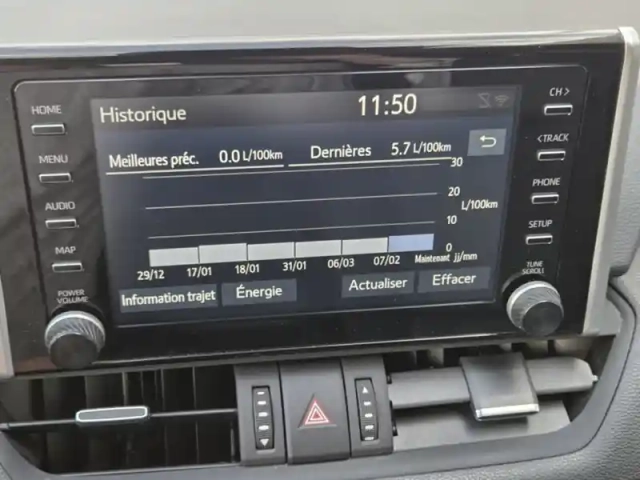 HOME
MENU
AUDIO
MAP
POWER
VOLUME
Historique 11:50
Meilleures préc. 0.0 L/100km Dernières 5.7 L/100km
30
20
L/100km
10
0
29/12 17/01 18/01 31/01 06/03 07/02 Maintenant jj/mm
Information trajet Énergie Actualiser Effacer
CH >
< TRACK
PHONE
SETUP
TUNE
SCROLL